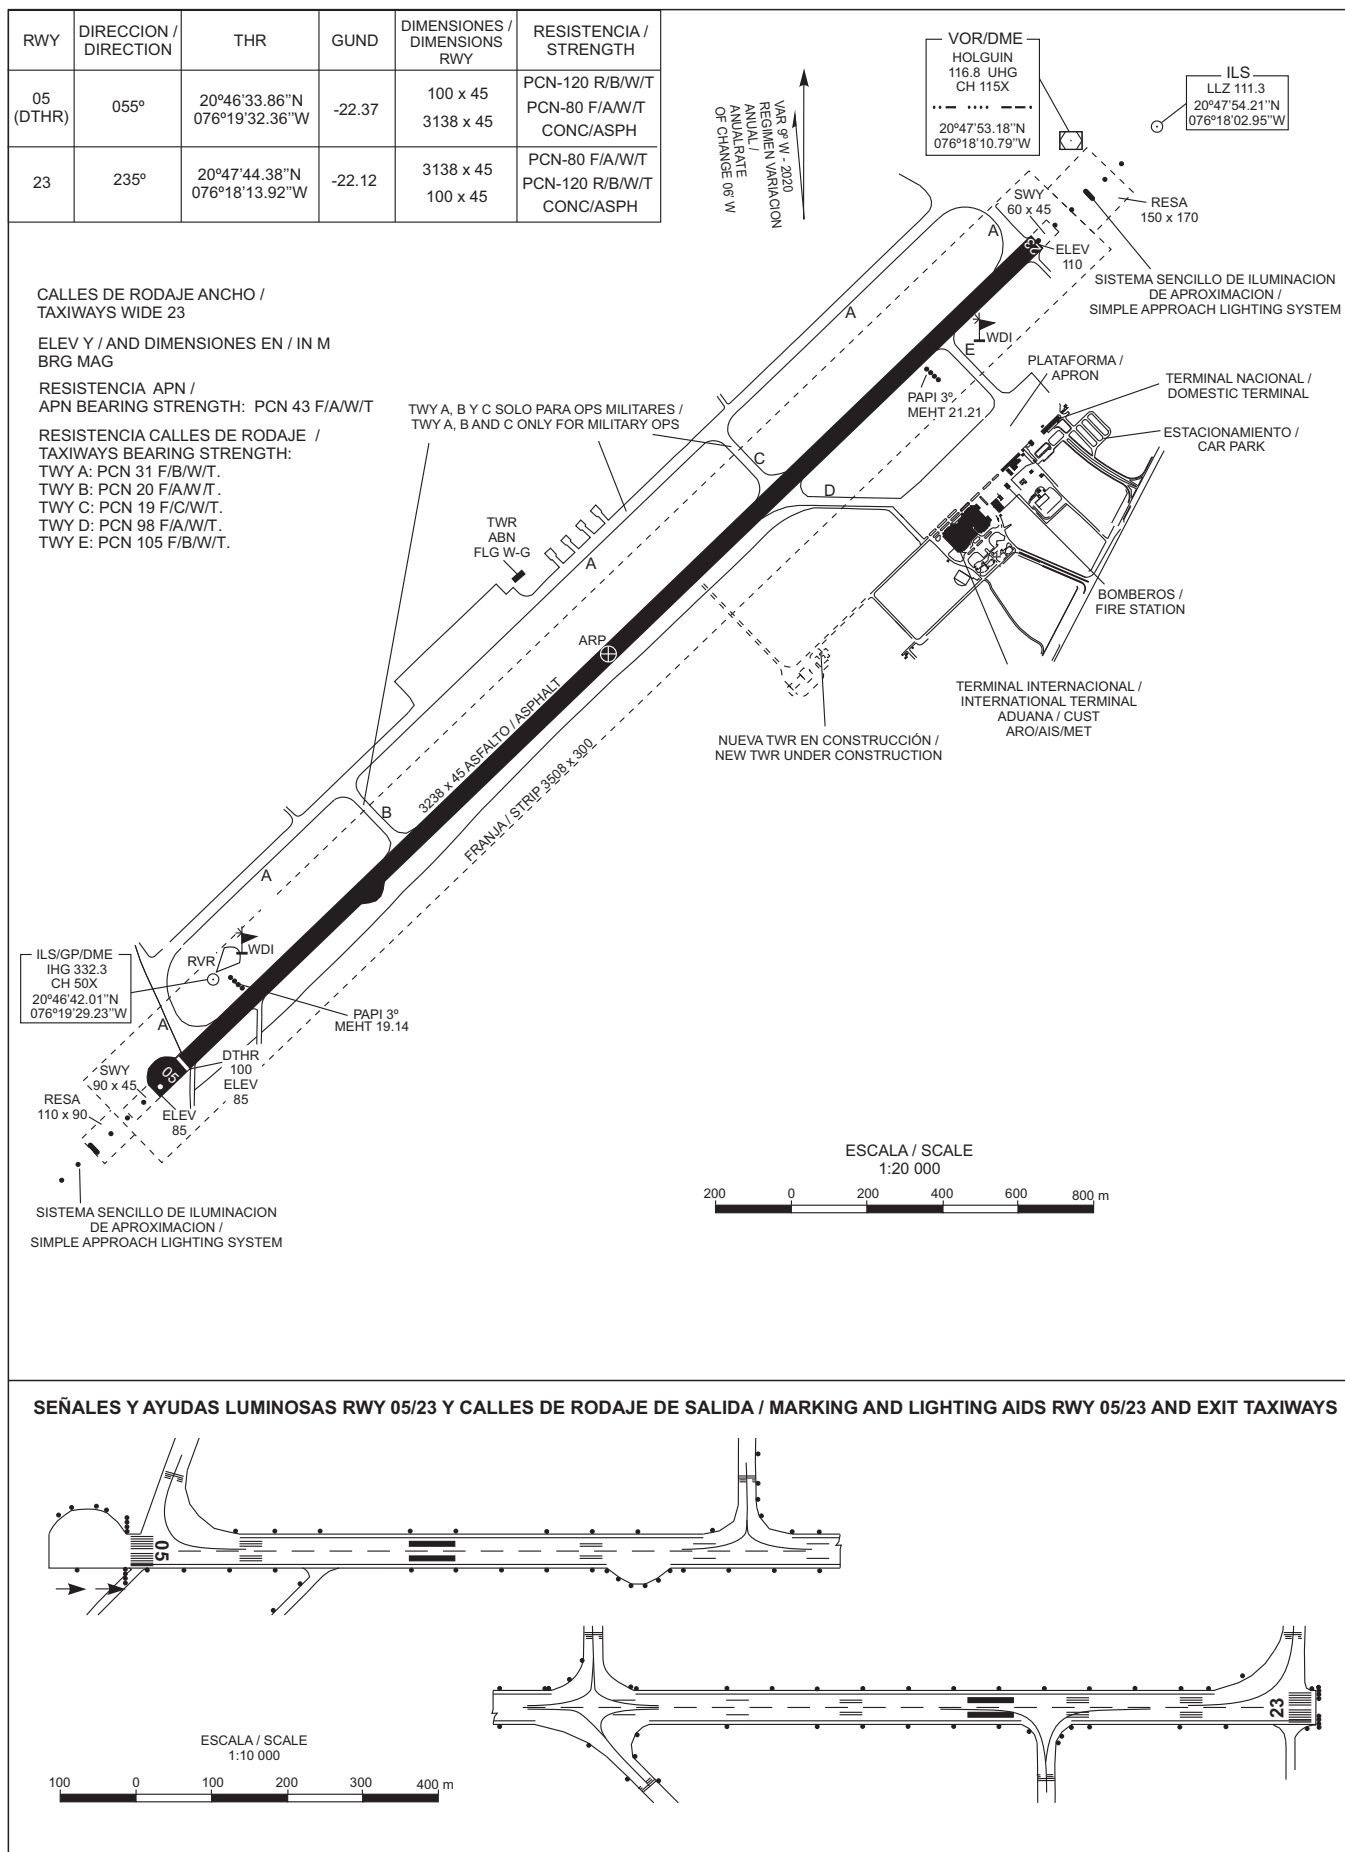 RWY
DIRECCION /
DIRECTION
THR
GUND
DIMENSIONES /
DIMENSIONS
RWY
RESISTENCIA /
STRENGTH
05
(DTHR)
055º
20º46'33.86''N
076º19'32.36''W
-22.37
100 x 45
3138 x 45
PCN-120 R/B/W/T
PCN-80 F/A/W/T
CONC/ASPH
23
235º
20º47'44.38''N
076º18'13.92''W
-22.12
3138 x 45
100 x 45
PCN-80 F/A/W/T
PCN-120 R/B/W/T
CONC/ASPH
VAR 9º W - 2020
REGIMEN VARIACION
ANUAL /
ANUALRATE
OF CHANGE 06' W
VOR/DME
HOLGUIN
116.8 UHG
CH 115X
20º47'53.18''N
076º18'10.79''W
ILS
LLZ 111.3
20º47'54.21''N
076º18'02.95''W
SWY
60 x 45
RESA
150 x 170
A
23
ELEV
110
SISTEMA SENCILLO DE ILUMINACION
DE APROXIMACION /
SIMPLE APPROACH LIGHTING SYSTEM
CALLES DE RODAJE ANCHO /
TAXIWAYS WIDE 23
ELEV Y / AND DIMENSIONES EN / IN M
BRG MAG
RESISTENCIA APN /
APN BEARING STRENGTH: PCN 43 F/A/W/T
RESISTENCIA CALLES DE RODAJE /
TAXIWAYS BEARING STRENGTH:
TWY A: PCN 31 F/B/W/T.
TWY B: PCN 20 F/A/W/T.
TWY C: PCN 19 F/C/W/T.
TWY D: PCN 98 F/A/W/T.
TWY E: PCN 105 F/B/W/T.
A
WDI
E
PLATAFORMA /
APRON
PAPI 3º
MEHT 21.21
TERMINAL NACIONAL /
DOMESTIC TERMINAL
TWY A, B Y C SOLO PARA OPS MILITARES /
TWY A, B AND C ONLY FOR MILITARY OPS
ESTACIONAMIENTO /
CAR PARK
C
D
TWR
ABN
FLG W-G
A
BOMBEROS /
FIRE STATION
ARP
TERMINAL INTERNACIONAL /
INTERNATIONAL TERMINAL
ADUANA / CUST
ARO/AIS/MET
NUEVA TWR EN CONSTRUCCIÓN /
NEW TWR UNDER CONSTRUCTION
3238 x 45 ASFALTO / ASPHALT
FRANJA / STRIP 3508 x 300
B
A
WDI
RVR
ILS/GP/DME
IHG 332.3
CH 50X
20º46'42.01''N
076º19'29.23''W
PAPI 3º
MEHT 19.14
A
DTHR
100
ELEV
85
05
SWY
90 x 45
RESA
110 x 90
ELEV
85
SISTEMA SENCILLO DE ILUMINACION
DE APROXIMACION /
SIMPLE APPROACH LIGHTING SYSTEM
ESCALA / SCALE
1:20 000
200 0 200 400 600 800 m
SEÑALES Y AYUDAS LUMINOSAS RWY 05/23 Y CALLES DE RODAJE DE SALIDA / MARKING AND LIGHTING AIDS RWY 05/23 AND EXIT TAXIWAYS
05
23
ESCALA / SCALE
1:10 000
100 0 100 200 300 400 m